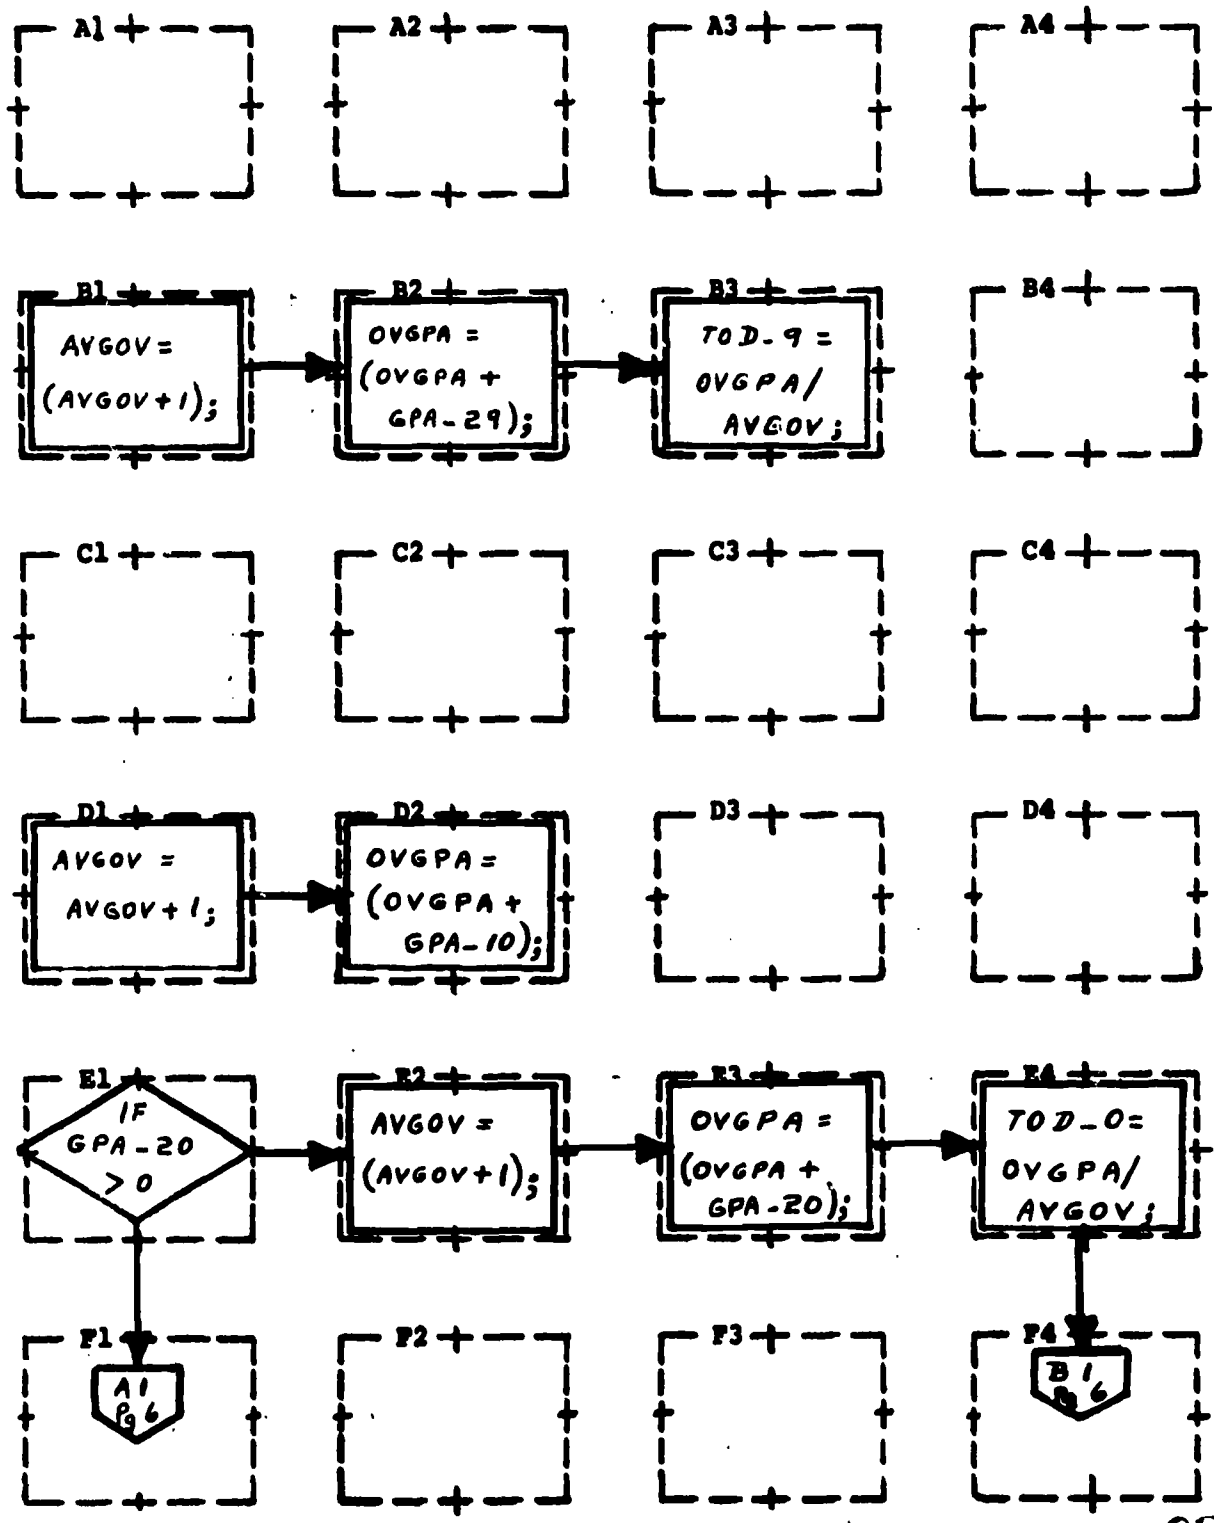 A1 A2 A3 A4
B1 B2 B3 B4
AVGOV =
(AVGOV+1);
OVGPA =
(OVGPA +
GPA-29);
TOD-9 =
OVGPA/
AVGOV;
C1 C2 C3 C4
D1 D2 D3 D4
AVGOV =
AVGOV+1;
OVGPA =
(OVGPA +
GPA-10);
E1 E2 E3 E4
IF
GPA-20
> 0
AVGOV =
(AVGOV+1);
OVGPA =
(OVGPA +
GPA-20);
TOD-0=
OVGPA/
AVGOV;
F1 F2 F3 F4
A1
Pg 6
B1
Pg 6